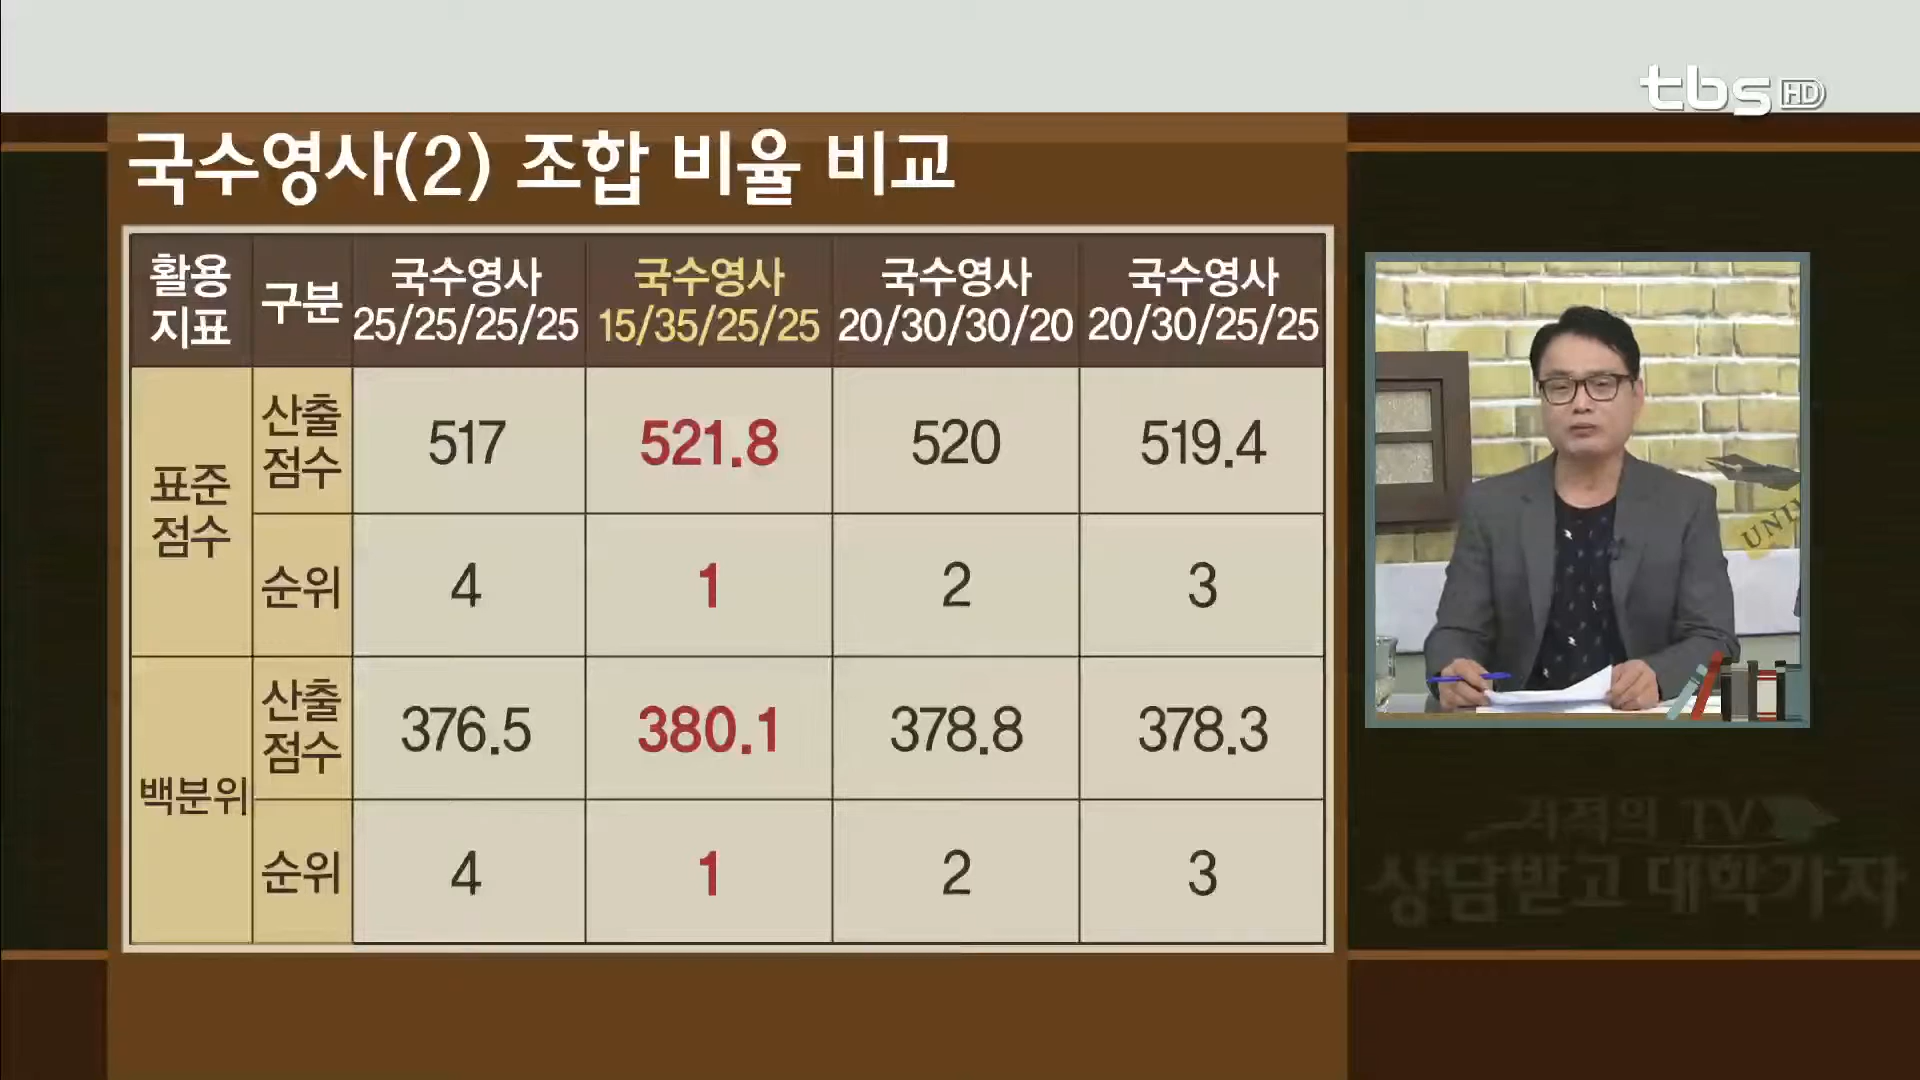 tbs HD
국수영사(2) 조합 비율 비교
활용 지표 구분 국수영사 25/25/25/25 국수영사 15/35/25/25 국수영사 20/30/30/20 국수영사 20/30/25/25
표준 점수 산출 점수 517 521.8 520 519.4
순위 4 1 2 3
백분위 산출 점수 376.5 380.1 378.8 378.3
순위 4 1 2 3
UNI
TV
상담받고 대학가자